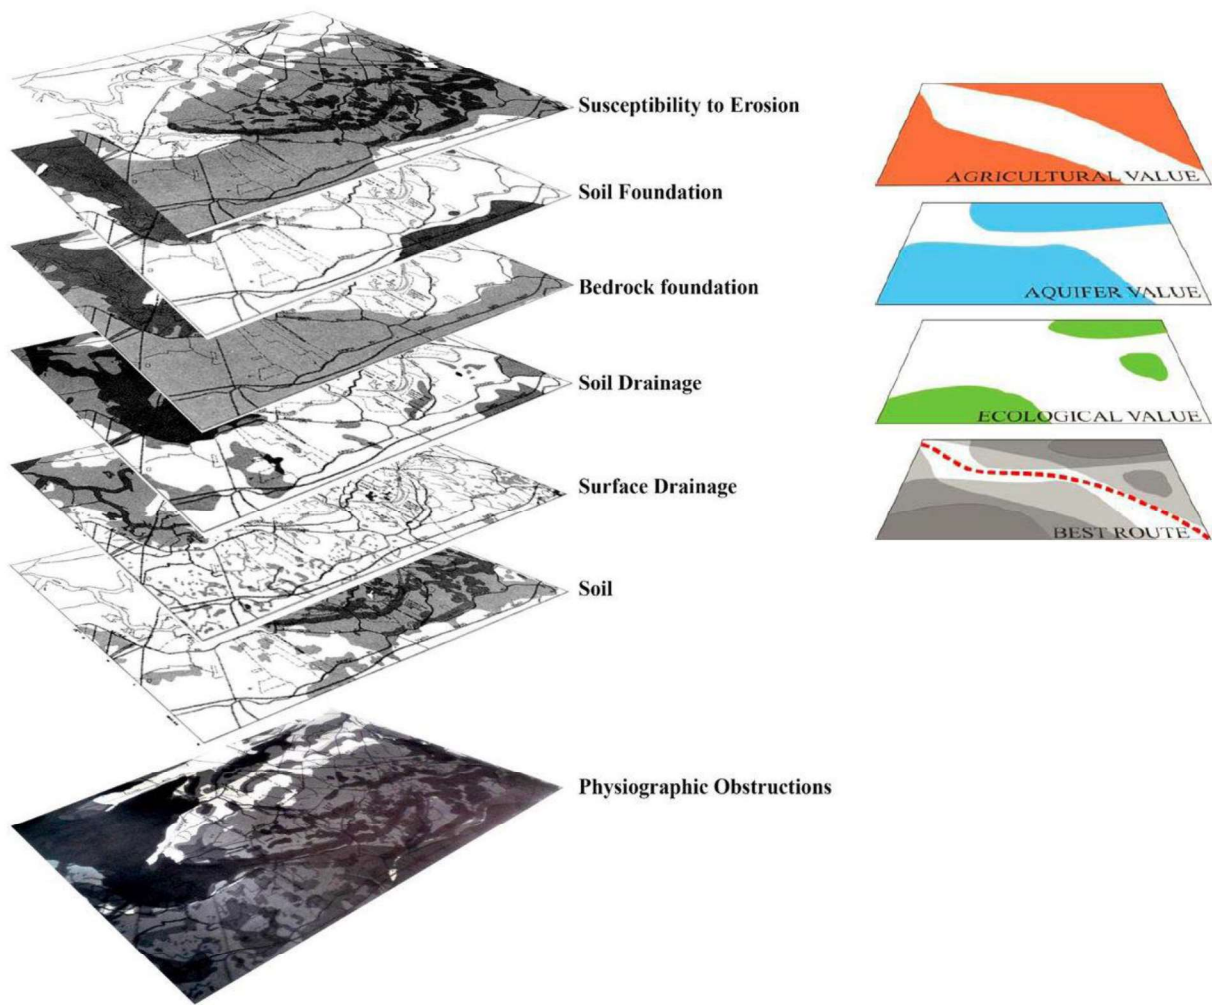 Susceptibility to Erosion
Soil Foundation
Bedrock foundation
Soil Drainage
Surface Drainage
Soil
Physiographic Obstructions
AGRICULTURAL VALUE
AQUIFER VALUE
ECOLOGICAL VALUE
BEST ROUTE